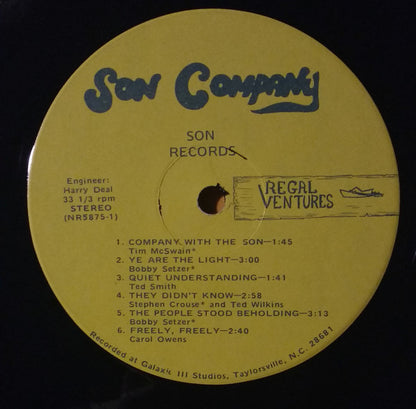 Son Company
SON
RECORDS
Engineer:
Harry Deal
33 1/3 rpm
STEREO
(NR5875-1)
REGAL
VENTURES
1. COMPANY WITH THE SON—1:45
Tim McSwain*
2. YE ARE THE LIGHT—3:00
Bobby Setzer*
3. QUIET UNDERSTANDING—1:41
Ted Smith
4. THEY DIDN'T KNOW—2:58
Stephen Crouse* and Ted Wilkins
5. THE PEOPLE STOOD BEHOLDING—3:13
Bobby Setzer*
6. FREELY, FREELY—2:40
Carol Owens
Recorded at Galaxie III Studios, Taylorsville, N.C. 28681